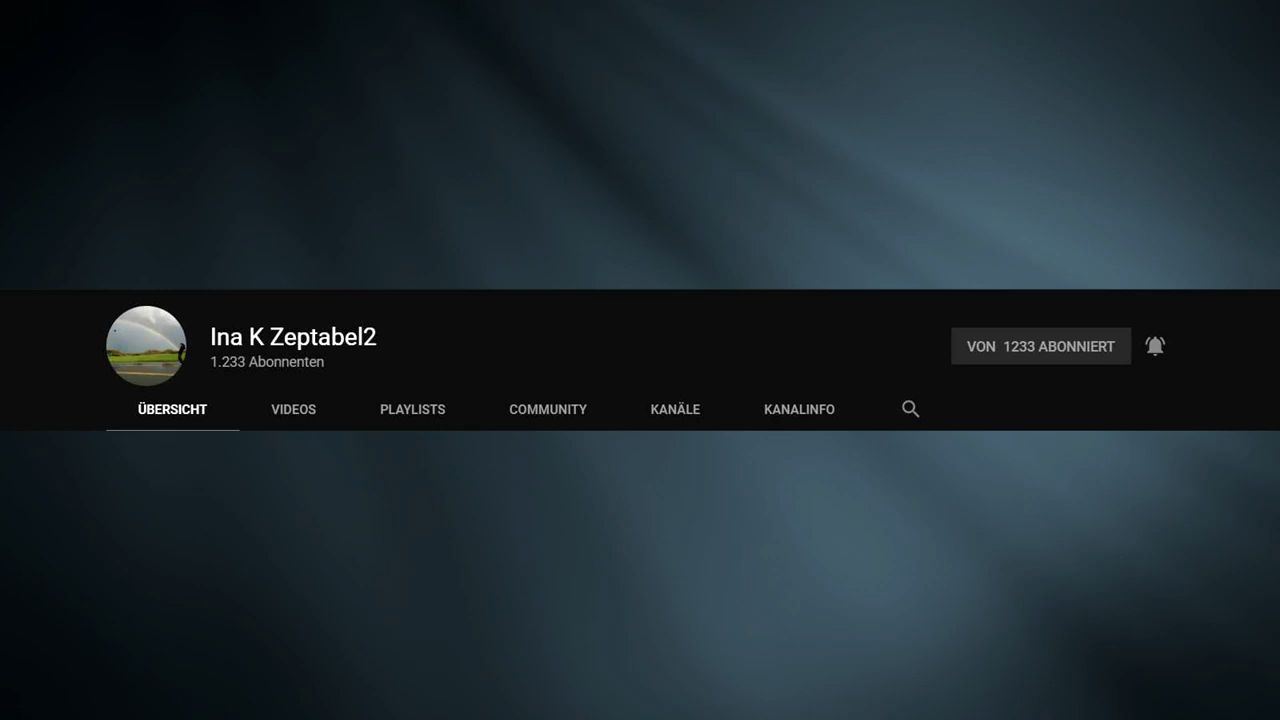 Ina K Zeptabel2
1.233 Abonnenten
VON 1233 ABONNIERT
ÜBERSICHT VIDEOS PLAYLISTS COMMUNITY KANÄLE KANALINFO